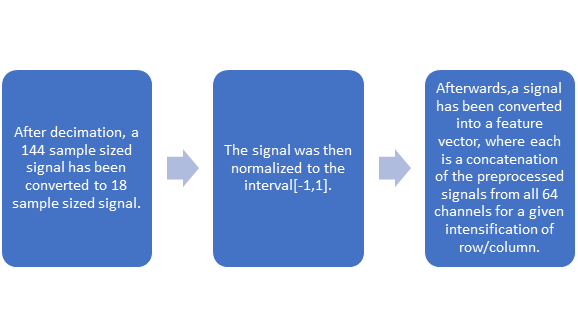 After decimation, a
144 sample sized
signal has been
converted to 18
sample sized signal.
The signal was then
normalized to the
interval[-1,1].
Afterwards,a signal
has been converted
into a feature
vector, where each
is a concatenation
of the preprocessed
signals from all 64
channels for a given
intensification of
row/column.